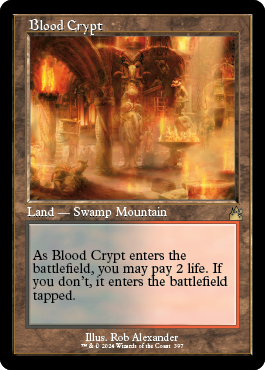 Blood Crypt
Land — Swamp Mountain
As Blood Crypt enters the
battlefield, you may pay 2 life. If
you don't, it enters the battlefield
tapped.
Illus. Rob Alexander
™ & © 2024 Wizards of the Coast 397